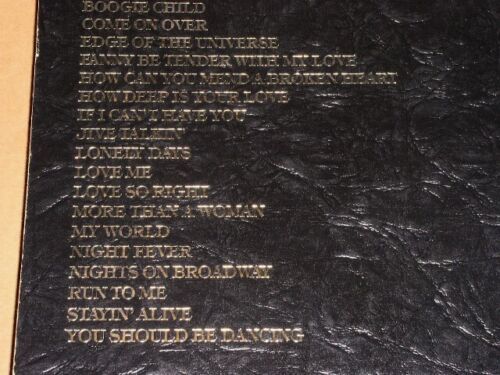 BOOGIE CHILD
COME ON OVER
EDGE OF THE UNIVERSE
FANNY BE TENDER WITH MY LOVE
HOW CAN YOU MEND A BROKEN HEART
HOW DEEP IS YOUR LOVE
IF I CAN'T HAVE YOU
JIVE TALKIN'
LONELY DAYS
LOVE ME
LOVE SO RIGHT
MORE THAN A WOMAN
MY WORLD
NIGHT FEVER
NIGHTS ON BROADWAY
RUN TO ME
STAYIN' ALIVE
YOU SHOULD BE DANCING